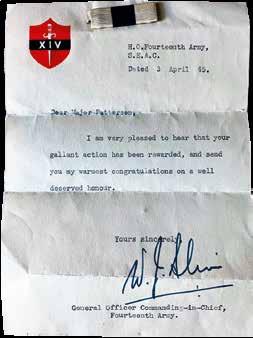 XIV
H.Q.Fourteenth Army,
S.E.A.C.
Dated 3 April 45.
Dear Major Patterson,
I am very pleased to hear that your
gallant action has been rewarded, and send
you my warmest congratulations on a well
deserved honour.
Yours sincerely,
W. J. Slim
General Officer Commanding-in-Chief,
Fourteenth Army.